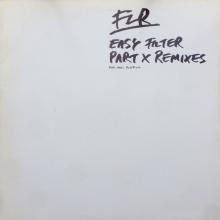 FLR
EASY FILTER
PART X REMIXES